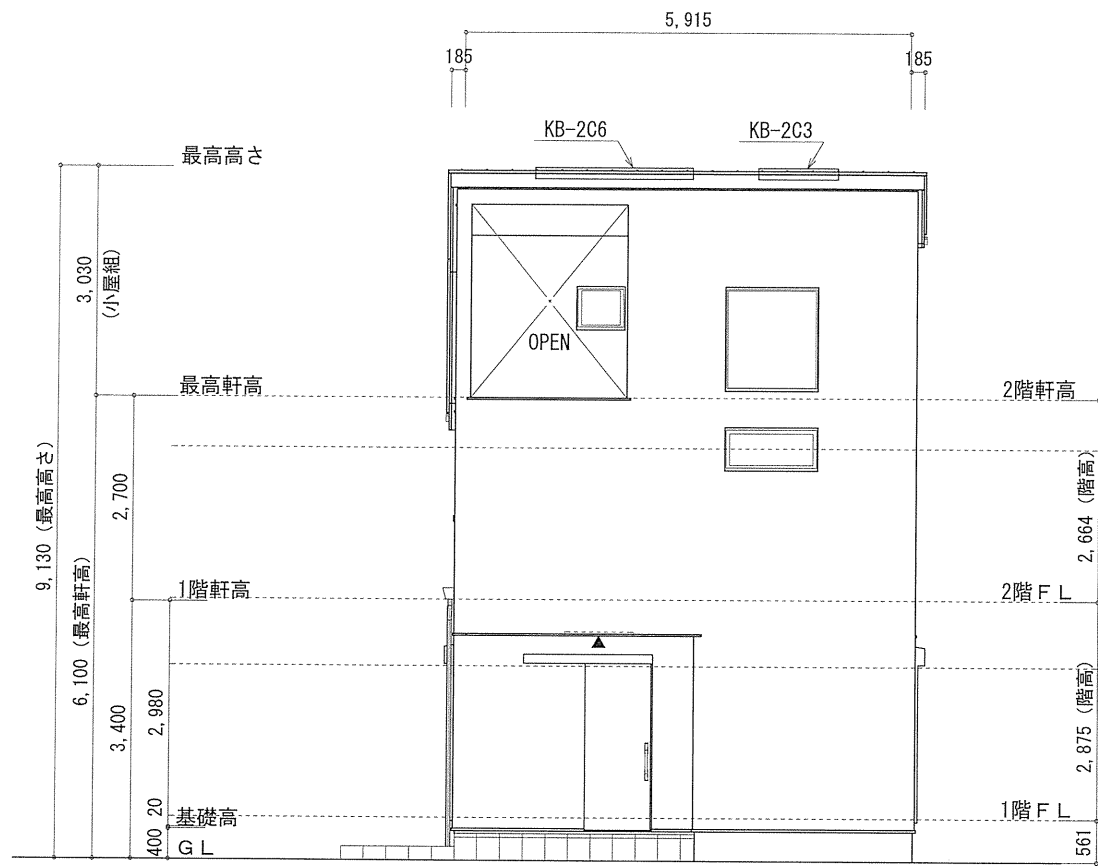 5,915
185
185
KB-2C6
KB-2C3
最高高さ
3,030
(小屋組)
OPEN
最高軒高
2階軒高
9,130 (最高高さ)
6,100 (最高軒高)
2,700
2,664 (階高)
1階軒高
2階ＦＬ
3,400
2,980
2,875 (階高)
20
基礎高
1階ＦＬ
400
ＧＬ
561